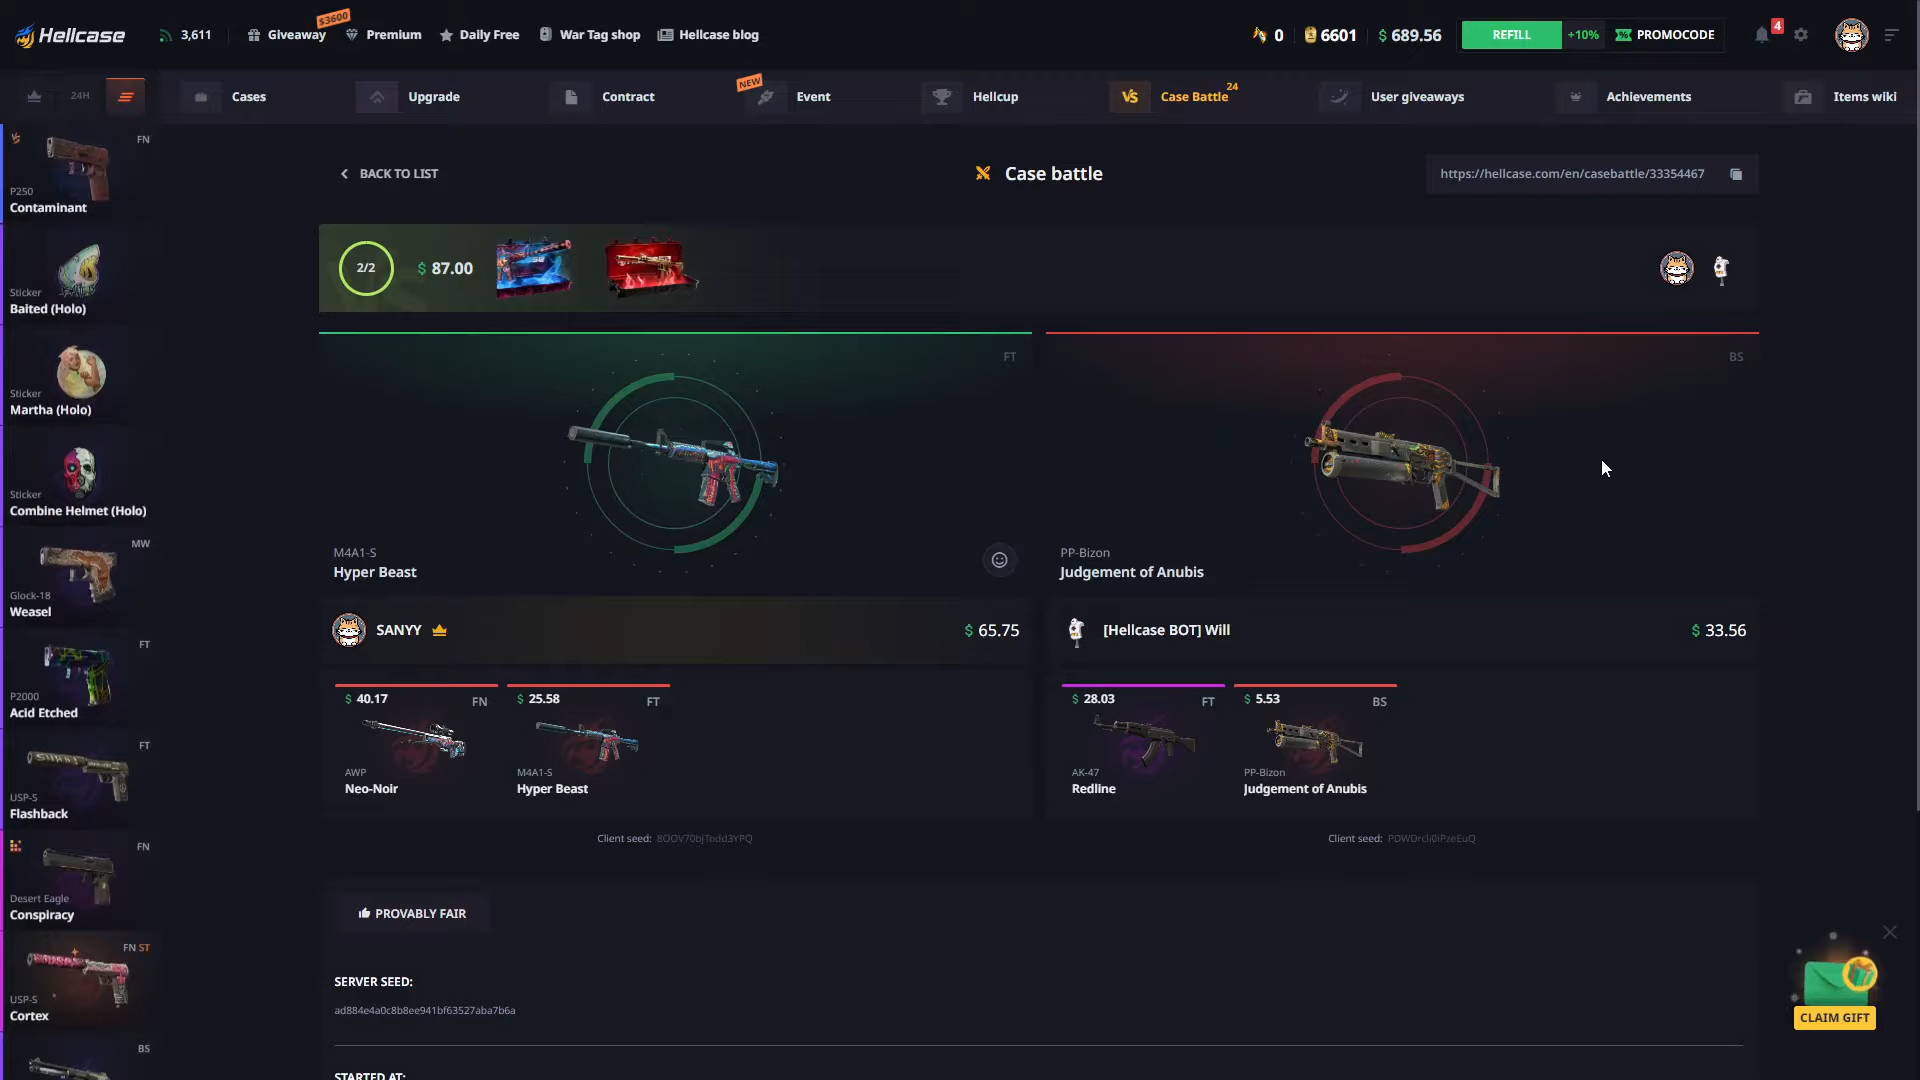 Hellcase
3,611
Giveaway
$3600
Premium
Daily Free
War Tag shop
Hellcase blog
0
6601
$ 689.56
REFILL
+10%
PROMOCODE
4
24H
Cases
Upgrade
Contract
NEW
Event
Hellcup
VS
Case Battle
24
User giveaways
Achievements
Items wiki
FN
P250
Contaminant
Sticker
Baited (Holo)
Sticker
Martha (Holo)
Sticker
Combine Helmet (Holo)
MW
Glock-18
Weasel
FT
P2000
Acid Etched
FT
USP-S
Flashback
FN
Desert Eagle
Conspiracy
FN ST
USP-S
Cortex
BS
BACK TO LIST
Case battle
https://hellcase.com/en/casebattle/33354467
2/2
$ 87.00
FT
M4A1-S
Hyper Beast
BS
PP-Bizon
Judgement of Anubis
SANYY
$ 65.75
[Hellcase BOT] Will
$ 33.56
$ 40.17
FN
AWP
Neo-Noir
$ 25.58
FT
M4A1-S
Hyper Beast
$ 28.03
FT
AK-47
Redline
$ 5.53
BS
PP-Bizon
Judgement of Anubis
Client seed: 8OOV70bjTbdd3YPQ
Client seed:
PROVABLY FAIR
SERVER SEED:
ad884e4a0c8b8ee941bf63527aba7b6a
STARTED AT:
CLAIM GIFT